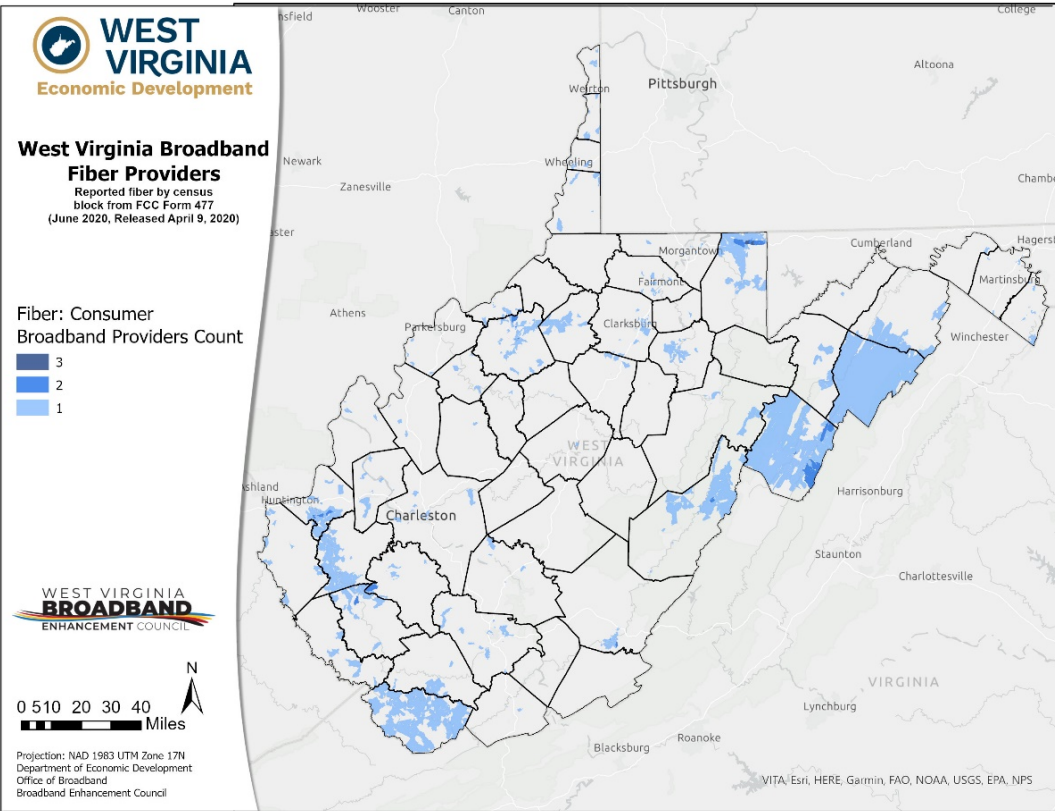 WEST
VIRGINIA
Economic Development
West Virginia Broadband
Fiber Providers
Reported fiber by census
block from FCC Form 477
(June 2020, Released April 9, 2020)
Fiber: Consumer
Broadband Providers Count
3
2
1
WEST VIRGINIA
BROADBAND
ENHANCEMENT COUNCIL
N
0 510 20 30 40
Miles
Projection: NAD 1983 UTM Zone 17N
Department of Economic Development
Office of Broadband
Broadband Enhancement Council
nsfield
Wooster
Canton
College
Altoona
Pittsburgh
Weirton
Newark
Wheeling
Zanesville
Chambe
ster
Morgantown
Cumberland
Hagerst
Fairmont
Martinsburg
Athens
Parkersburg
Clarksburg
Winchester
WEST
VIRGINIA
shland
Huntington
Charleston
Harrisonburg
Staunton
Charlottesville
VIRGINIA
Lynchburg
Roanoke
Blacksburg
VITA, Esri, HERE, Garmin, FAO, NOAA, USGS, EPA, NPS